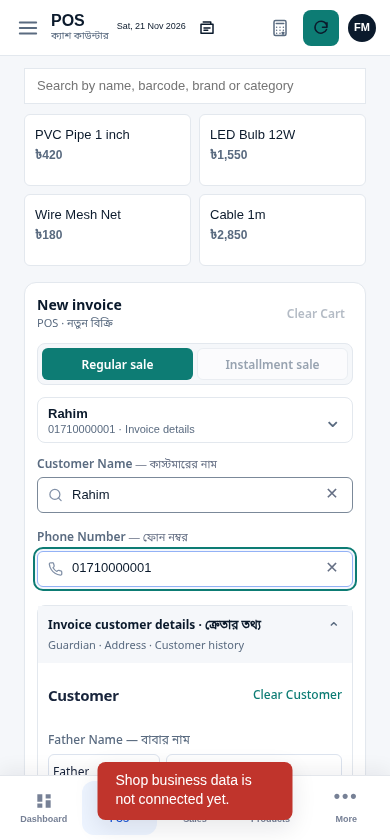 POS
ক্যাশ কাউন্টার
Sat, 21 Nov 2026
FM
Search by name, barcode, brand or category
PVC Pipe 1 inch
৳420
LED Bulb 12W
৳1,550
Wire Mesh Net
৳180
Cable 1m
৳2,850
New invoice
POS · নতুন বিক্রি
Clear Cart
Regular sale
Installment sale
Rahim
01710000001 · Invoice details
Customer Name — কাস্টমারের নাম
Rahim
Phone Number — ফোন নম্বর
01710000001
Invoice customer details · ক্রেতার তথ্য
Guardian · Address · Customer history
Customer
Clear Customer
Father Name — বাবার নাম
Father
Shop business data is
not connected yet.
Dashboard
POS
Sales
Products
More